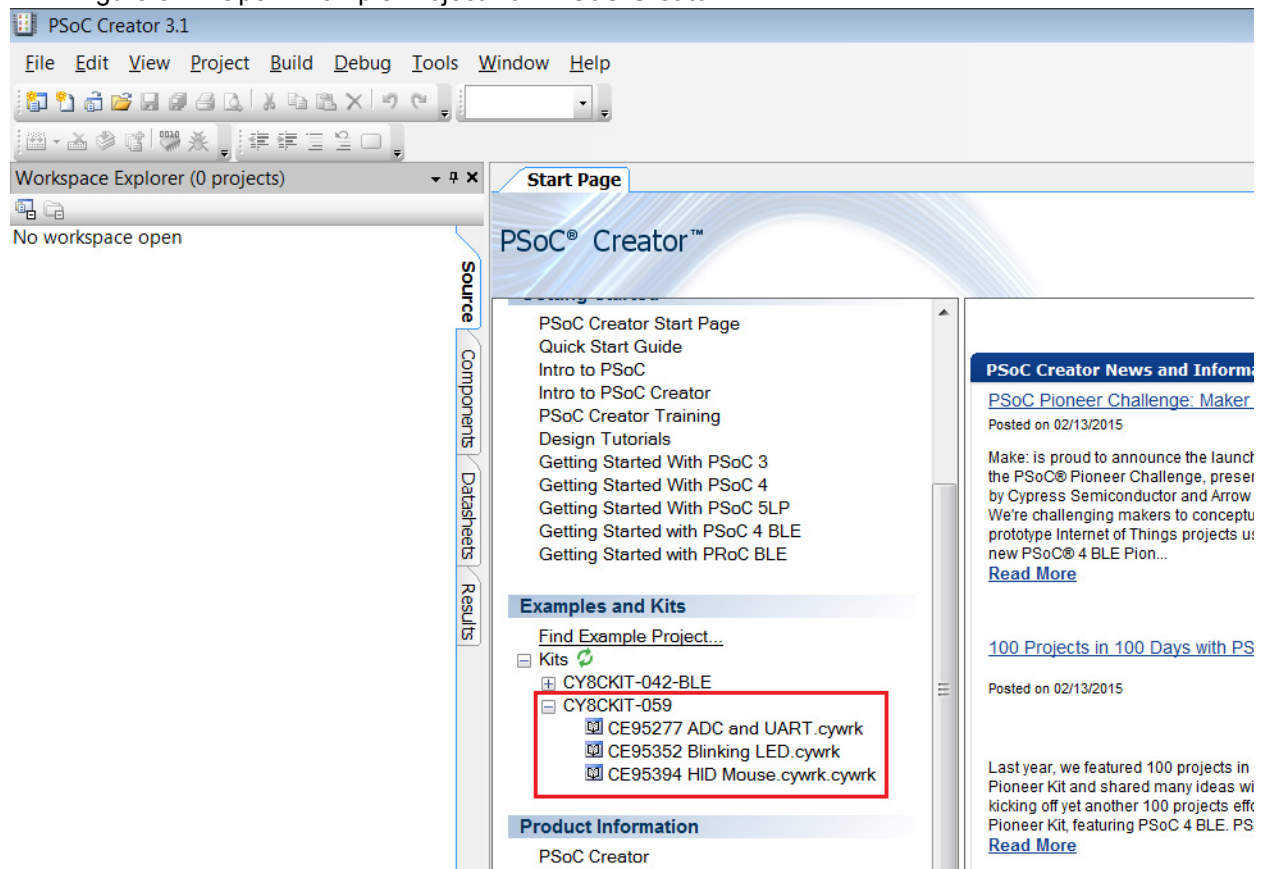 PSoC Creator 3.1
File Edit View Project Build Debug Tools Window Help
Workspace Explorer (0 projects)
No workspace open
Source
Components
Datasheets
Results
Start Page
PSoC® Creator™
PSoC Creator Start Page
Quick Start Guide
Intro to PSoC
Intro to PSoC Creator
PSoC Creator Training
Design Tutorials
Getting Started With PSoC 3
Getting Started With PSoC 4
Getting Started With PSoC 5LP
Getting Started with PSoC 4 BLE
Getting Started with PRoC BLE
Examples and Kits
Find Example Project...
Kits
CY8CKIT-042-BLE
CY8CKIT-059
CE95277 ADC and UART.cywrk
CE95352 Blinking LED.cywrk
CE95394 HID Mouse.cywrk.cywrk
Product Information
PSoC Creator
PSoC Creator News and Informa
PSoC Pioneer Challenge: Maker
Posted on 02/13/2015
Make: is proud to announce the launch
the PSoC® Pioneer Challenge, preser
by Cypress Semiconductor and Arrow
We're challenging makers to conceptu
prototype Internet of Things projects us
new PSoC® 4 BLE Pion...
Read More
100 Projects in 100 Days with PS
Posted on 02/13/2015
Last year, we featured 100 projects in
Pioneer Kit and shared many ideas wi
kicking off yet another 100 projects effo
Pioneer Kit, featuring PSoC 4 BLE. PS
Read More